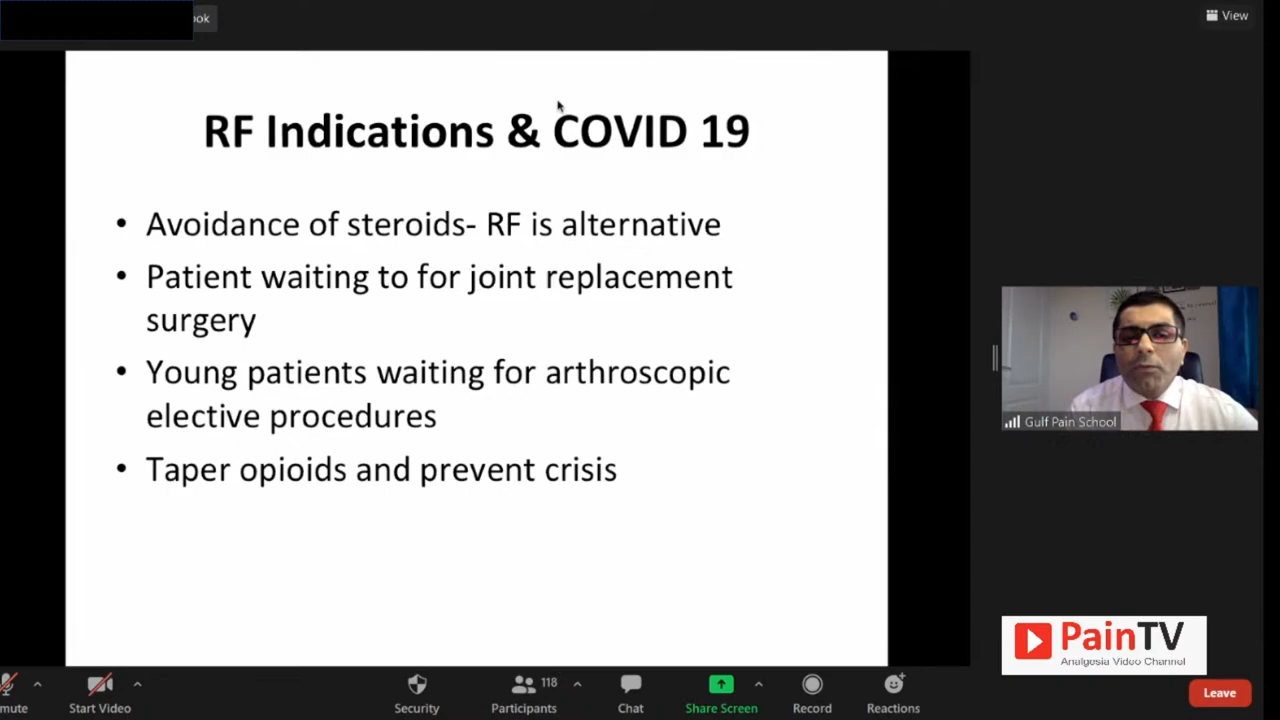 ok
View
RF Indications & COVID 19
• Avoidance of steroids- RF is alternative
• Patient waiting to for joint replacement
surgery
• Young patients waiting for arthroscopic
elective procedures
• Taper opioids and prevent crisis
Gulf Pain School
PainTV
Analgesia Video Channel
mute
Start Video
Security
118
Participants
Chat
Share Screen
Record
Reactions
Leave